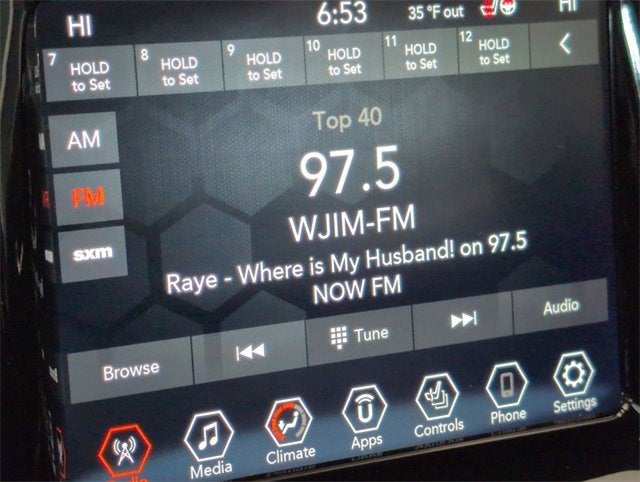 HI 6:53 35 °F out HI
7 HOLD to Set 8 HOLD to Set 9 HOLD to Set 10 HOLD to Set 11 HOLD to Set 12 HOLD to Set
Top 40
AM
97.5
FM
WJIM-FM
sxm
Raye - Where is My Husband! on 97.5
NOW FM
Browse Tune Audio
Media Climate Apps Controls Phone Settings